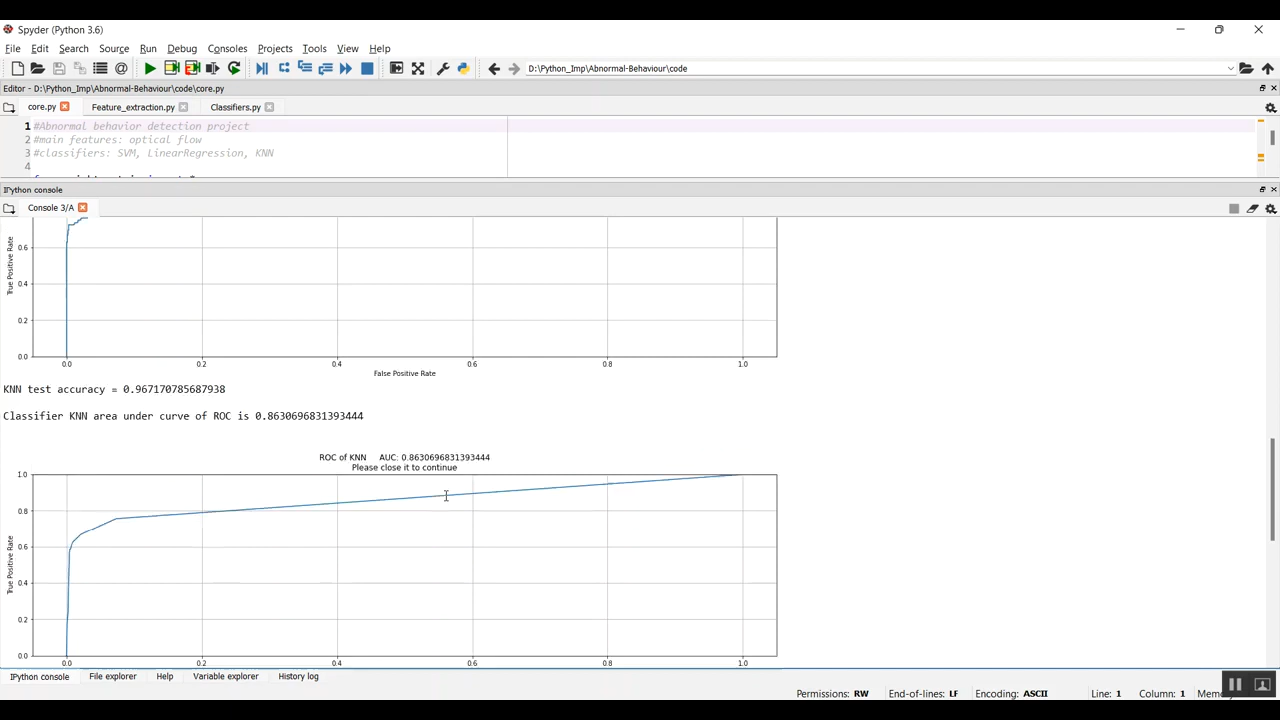 Spyder (Python 3.6)
File Edit Search Source Run Debug Consoles Projects Tools View Help
D:\Python_Imp\Abnormal-Behaviour\code
Editor - D:\Python_Imp\Abnormal-Behaviour\code\core.py
core.py Feature_extraction.py Classifiers.py
1 #Abnormal behavior detection project
2 #main features: optical flow
3 #classifiers: SVM, LinearRegression, KNN
4
IPython console
Console 3/A
True Positive Rate
0.6
0.4
0.2
0.0
0.0 0.2 0.4 0.6 0.8 1.0
False Positive Rate
KNN test accuracy = 0.967170785687938
Classifier KNN area under curve of ROC is 0.8630696831393444
ROC of KNN AUC: 0.8630696831393444
Please close it to continue
True Positive Rate
1.0
0.8
0.6
0.4
0.2
0.0
0.0 0.2 0.4 0.6 0.8 1.0
IPython console File explorer Help Variable explorer History log
Permissions: RW End-of-lines: LF Encoding: ASCII Line: 1 Column: 1